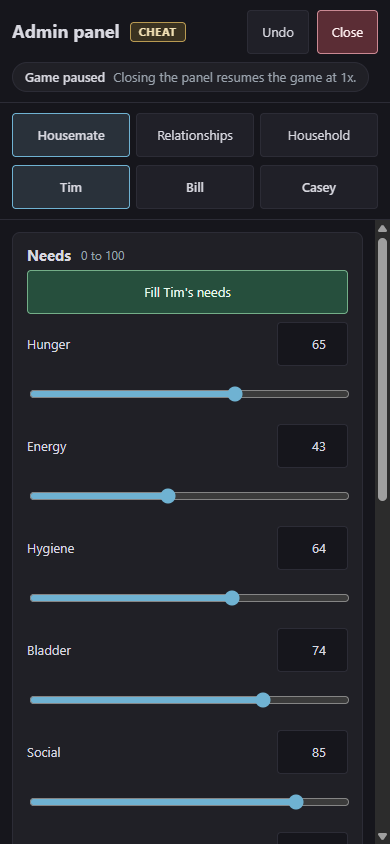 Admin panel CHEAT Undo Close
Game paused Closing the panel resumes the game at 1x.
Housemate Relationships Household
Tim Bill Casey
Needs 0 to 100
Fill Tim's needs
Hunger 65
Energy 43
Hygiene 64
Bladder 74
Social 85